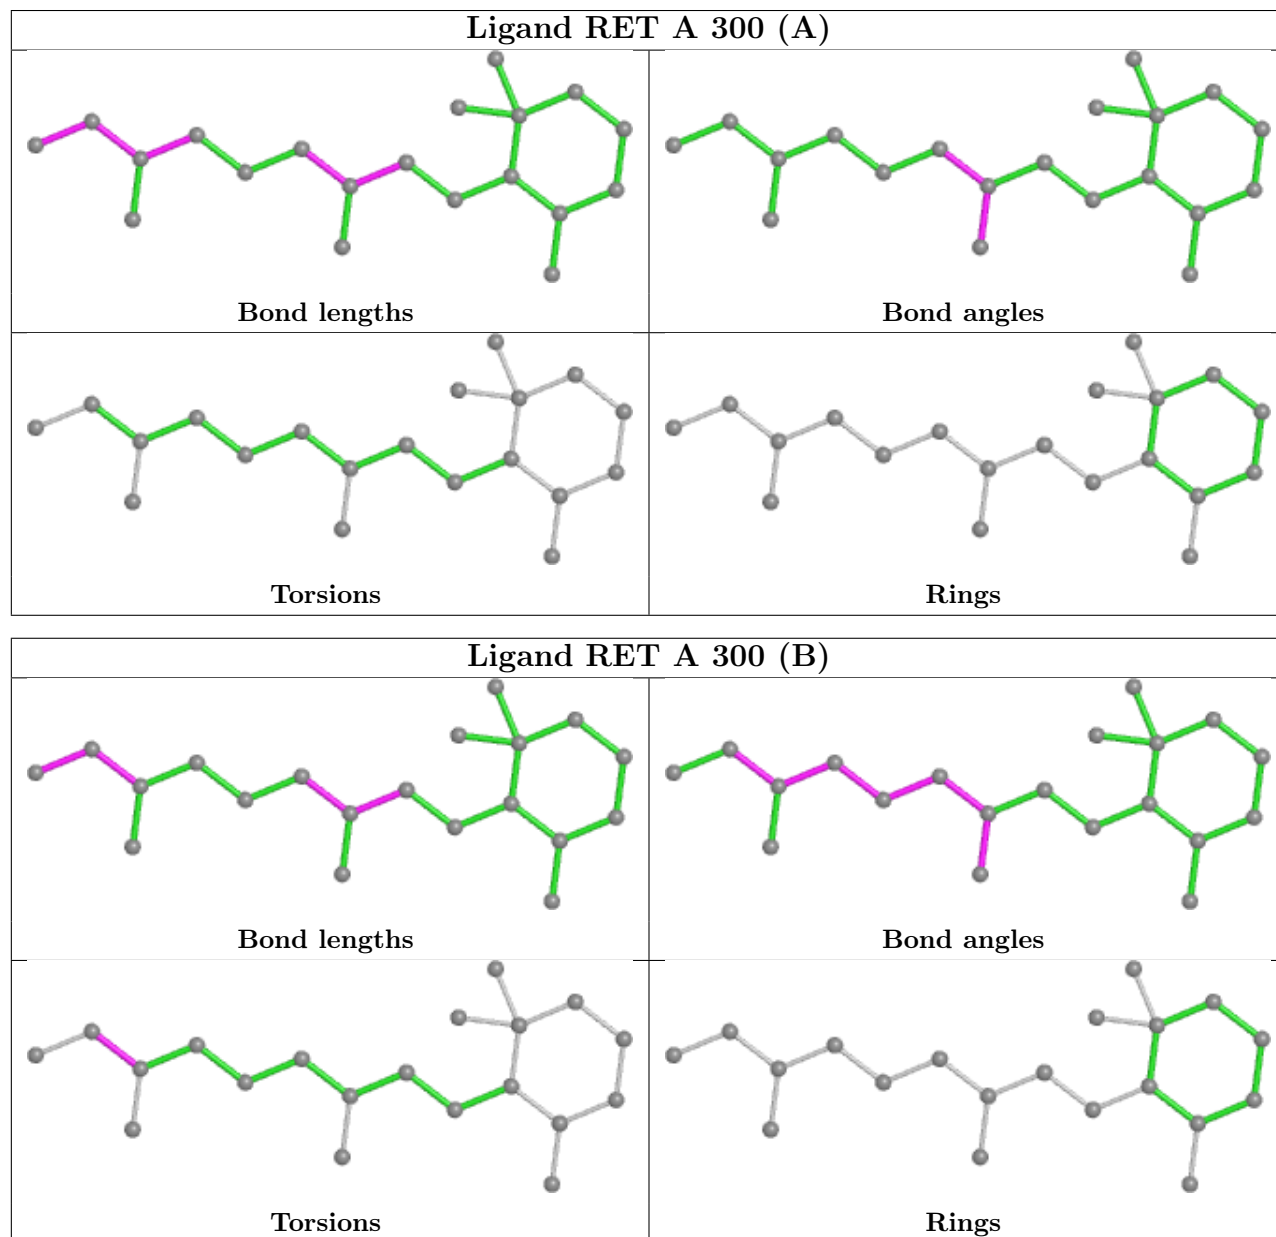 Ligand RET A 300 (A)
Bond lengths
Bond angles
Torsions
Rings
Ligand RET A 300 (B)
Bond lengths
Bond angles
Torsions
Rings